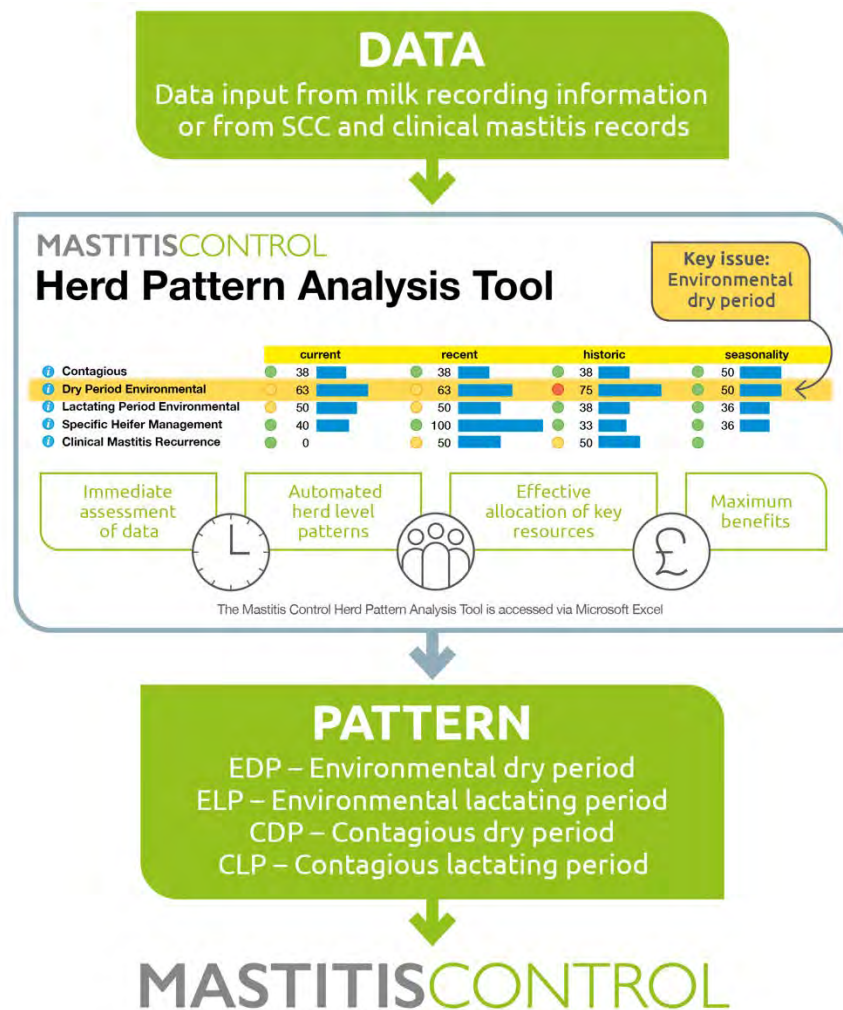 DATA
Data input from milk recording information
or from SCC and clinical mastitis records
MASTITISCONTROL
Herd Pattern Analysis Tool
Key issue:
Environmental
dry period
current recent historic seasonality
i Contagious 38 38 38 50
i Dry Period Environmental 63 63 75 50
i Lactating Period Environmental 50 50 38 36
i Specific Heifer Management 40 100 33 36
i Clinical Mastitis Recurrence 0 50 50
Immediate
assessment
of data
Automated
herd level
patterns
Effective
allocation of key
resources
£
Maximum
benefits
The Mastitis Control Herd Pattern Analysis Tool is accessed via Microsoft Excel
PATTERN
EDP – Environmental dry period
ELP – Environmental lactating period
CDP – Contagious dry period
CLP – Contagious lactating period
MASTITISCONTROL